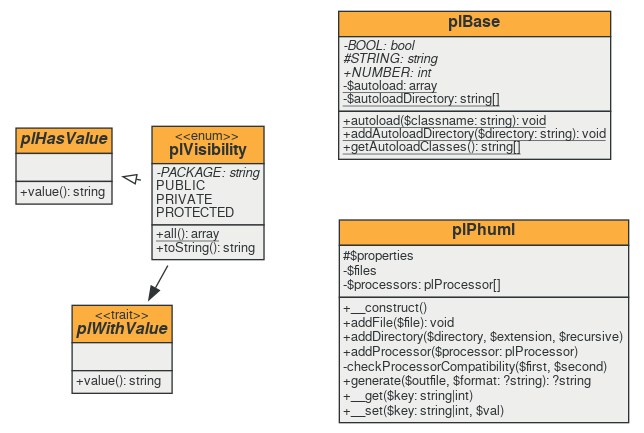 plBase
-BOOL: bool
#STRING: string
+NUMBER: int
-$autoload: array
-$autoloadDirectory: string[]
+autoload($classname: string): void
+addAutoloadDirectory($directory: string): void
+getAutoloadClasses(): string[]
plHasValue
+value(): string
<<enum>>
plVisibility
-PACKAGE: string
PUBLIC
PRIVATE
PROTECTED
+all(): array
+toString(): string
plPhuml
#$properties
-$files
-$processors: plProcessor[]
+__construct()
+addFile($file): void
+addDirectory($directory, $extension, $recursive)
+addProcessor($processor: plProcessor)
-checkProcessorCompatibility($first, $second)
+generate($outfile, $format: ?string): ?string
+__get($key: string|int)
+__set($key: string|int, $val)
<<trait>>
plWithValue
+value(): string